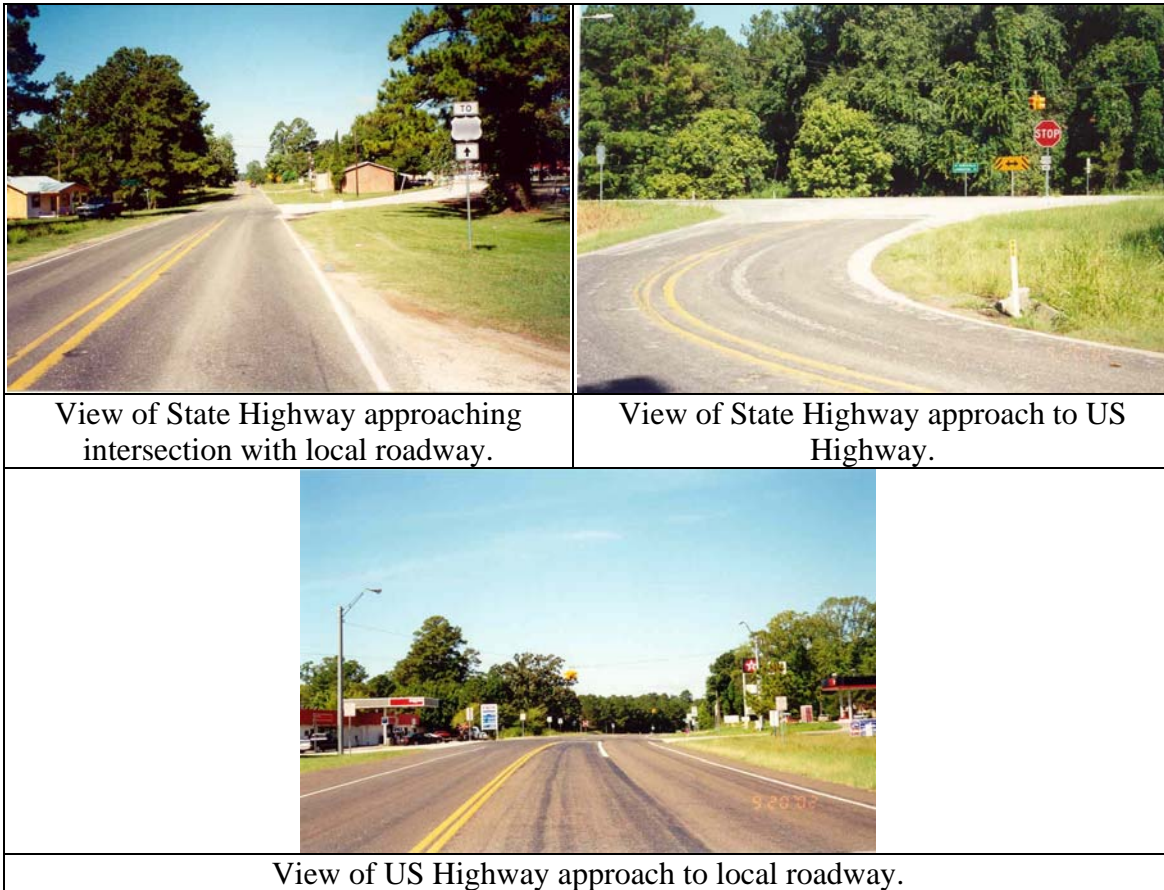 TO
STOP
View of State Highway approaching
intersection with local roadway.
View of State Highway approach to US
Highway.
9 20 02
View of US Highway approach to local roadway.